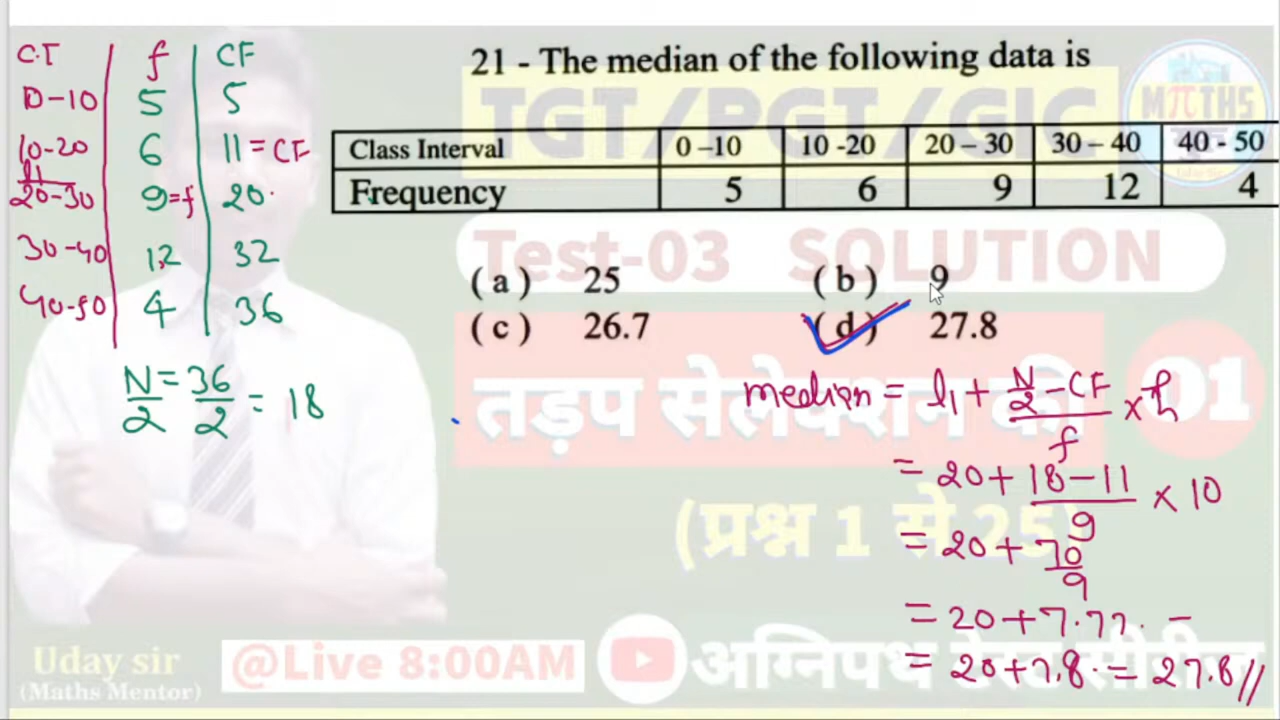 C.I f CF
0-10 5 5
10-20 6 11 = CF
l1
20-30 9=f 20
30-40 12 32
40-50 4 36
N/2 = 36/2 = 18
21 - The median of the following data is
TGT/PGT/GIC
MπTHS
Class Interval 0 –10 10 -20 20 – 30 30 – 40 40 - 50
Frequency 5 6 9 12 4
Test-03 SOLUTION
( a ) 25 ( b ) 9
( c ) 26.7 ( d ) 27.8
तड़प सेलेक्शन की 01
(प्रश्न 1 से 25)
median = l1 + (N/2 - CF)/f × h
= 20 + (18-11)/9 × 10
= 20 + 70/9
= 20 + 7.77. -
= 20 + 7.8. = 27.8//
Uday sir
(Maths Mentor)
@Live 8:00AM
अग्निपथ टेस्ट सीरीज